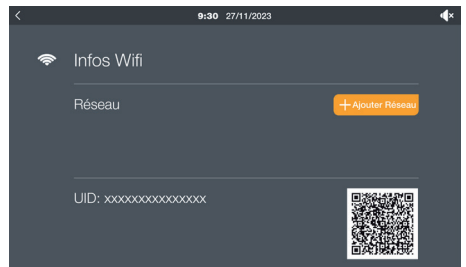 9:30 27/11/2023
Infos Wifi
Réseau
+ Ajouter Réseau
UID: xxxxxxxxxxxxxxx